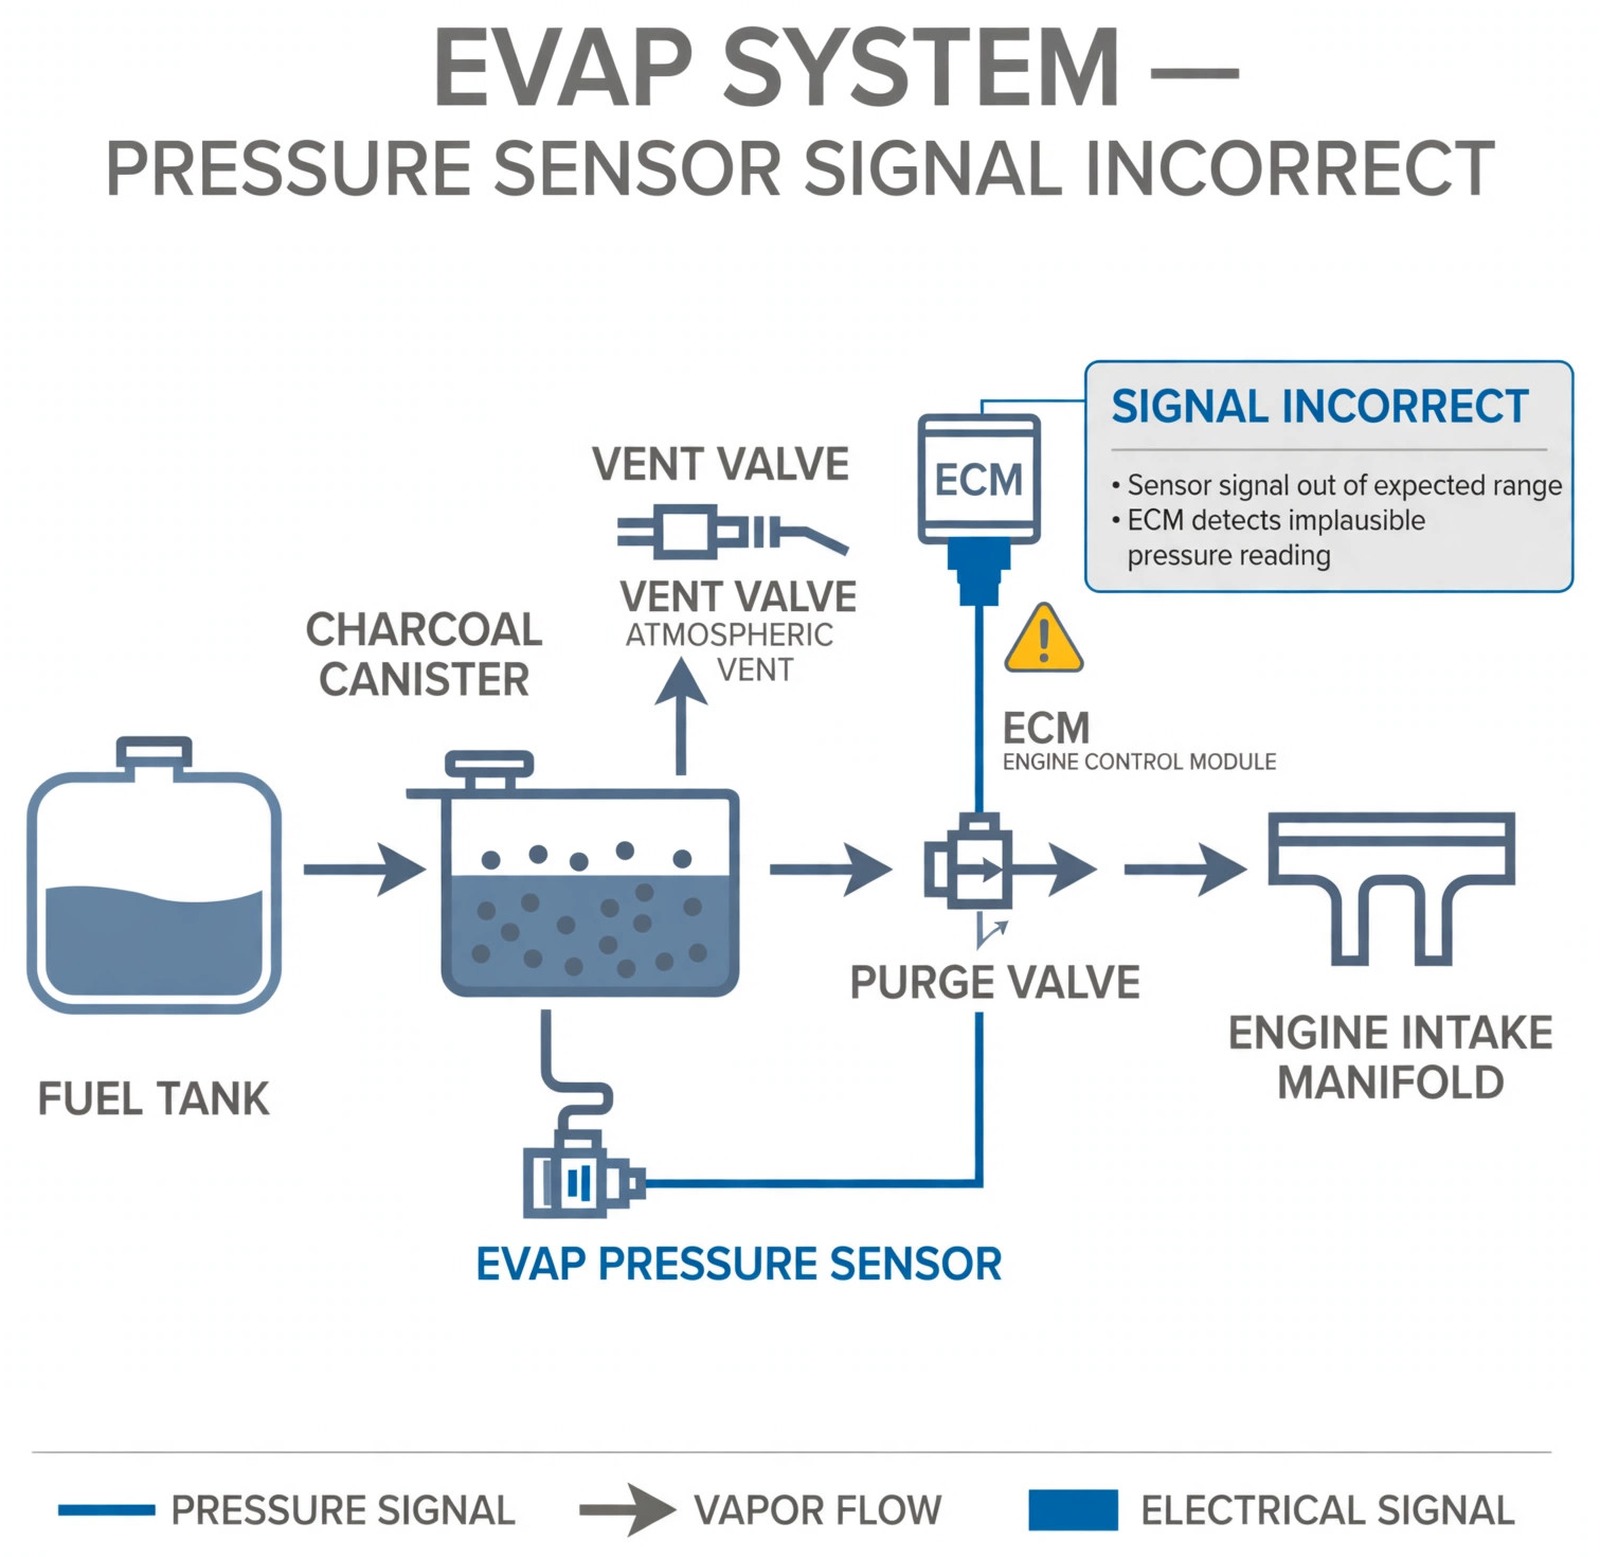 EVAP SYSTEM —
PRESSURE SENSOR SIGNAL INCORRECT
SIGNAL INCORRECT
• Sensor signal out of expected range
• ECM detects implausible
pressure reading
ECM
VENT VALVE
VENT VALVE
ATMOSPHERIC
VENT
CHARCOAL
CANISTER
ECM
ENGINE CONTROL MODULE
PURGE VALVE
ENGINE INTAKE
MANIFOLD
FUEL TANK
EVAP PRESSURE SENSOR
PRESSURE SIGNAL
VAPOR FLOW
ELECTRICAL SIGNAL